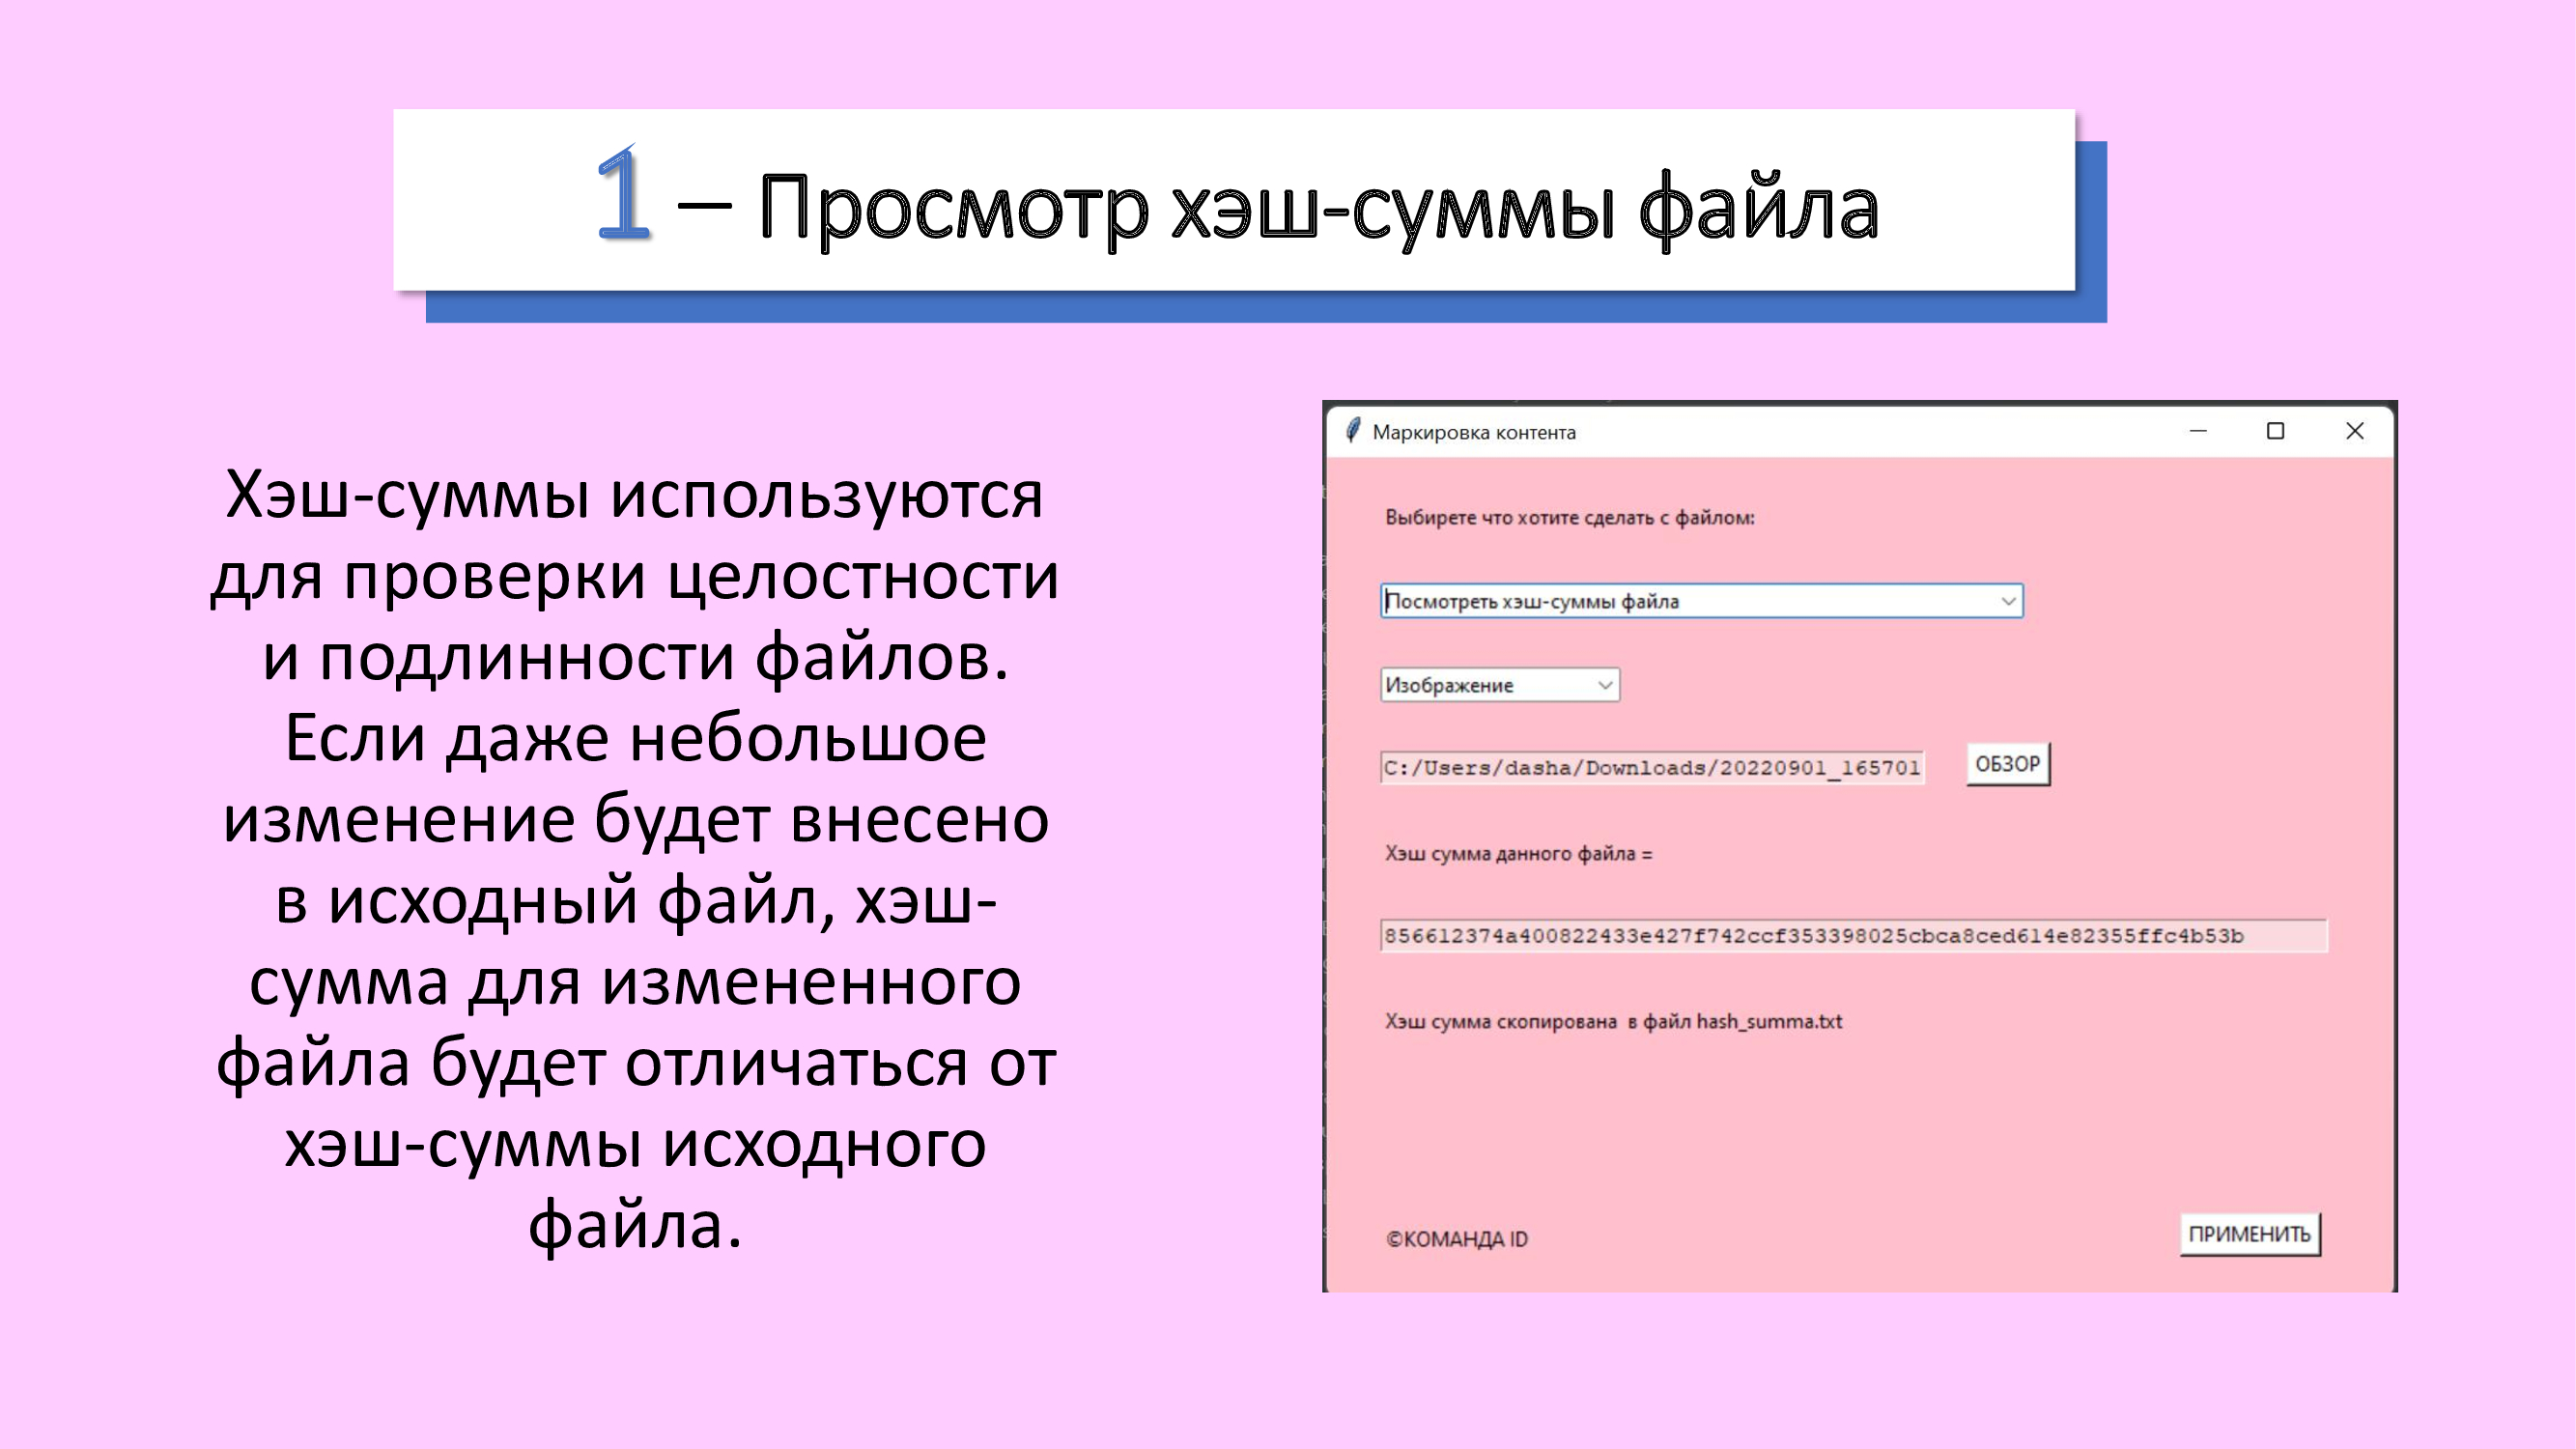 1 – Просмотр хэш-суммы файла
Хэш-суммы используются
для проверки целостности
и подлинности файлов.
Если даже небольшое
изменение будет внесено
в исходный файл, хэш-
сумма для измененного
файла будет отличаться от
хэш-суммы исходного
файла.
Маркировка контента
Выбирете что хотите сделать с файлом:
Посмотреть хэш-суммы файла
Изображение
C:/Users/dasha/Downloads/20220901_165701
ОБЗОР
Хэш сумма данного файла =
856612374a400822433e427f742ccf353398025cbca8ced614e82355ffc4b53b
Хэш сумма скопирована  в файл hash_summa.txt
©КОМАНДА ID
ПРИМЕНИТЬ